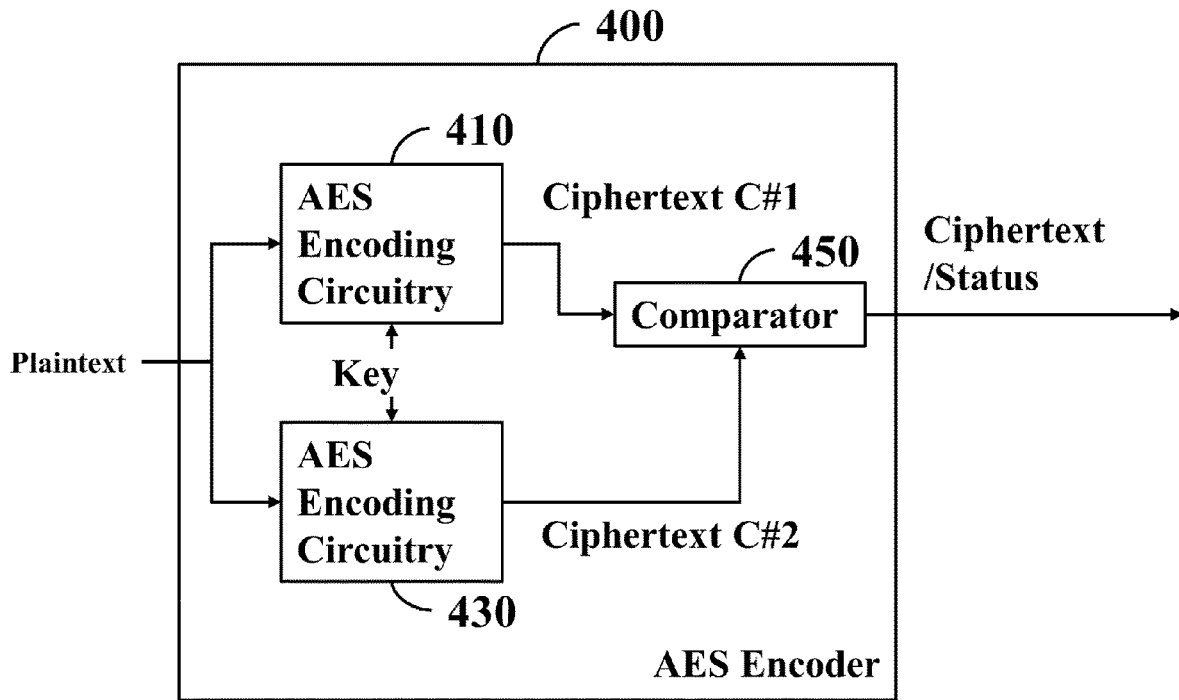 400
410
AES
Encoding
Circuitry
Ciphertext C#1
450
Comparator
Ciphertext
/Status
Plaintext
Key
AES
Encoding
Circuitry
Ciphertext C#2
430
AES Encoder